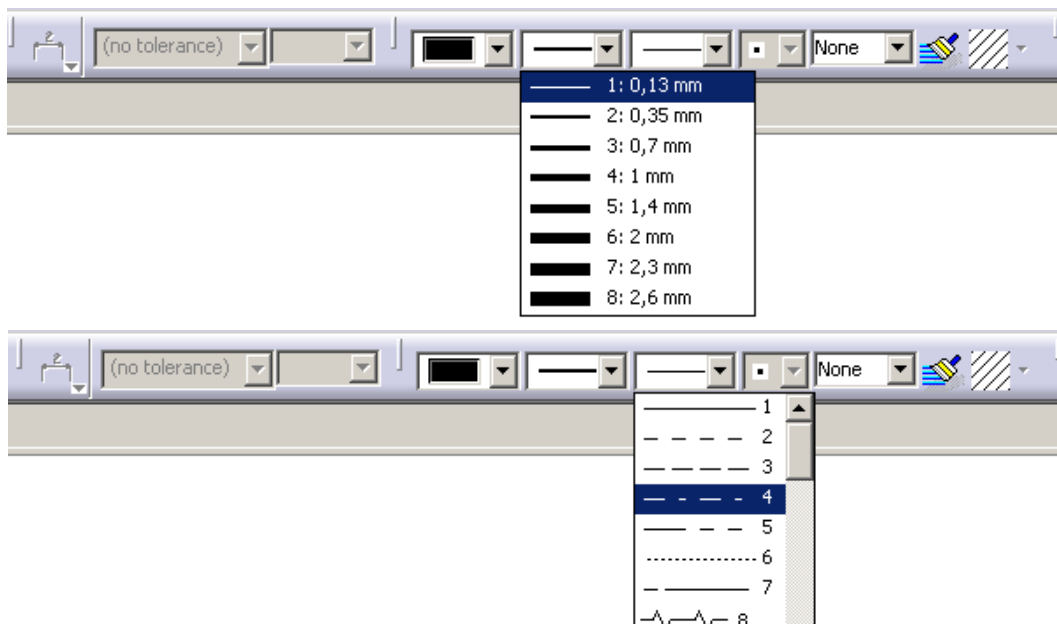 (no tolerance) None
1: 0,13 mm
2: 0,35 mm
3: 0,7 mm
4: 1 mm
5: 1,4 mm
6: 2 mm
7: 2,3 mm
8: 2,6 mm
(no tolerance) None
1
2
3
4
5
6
7
8